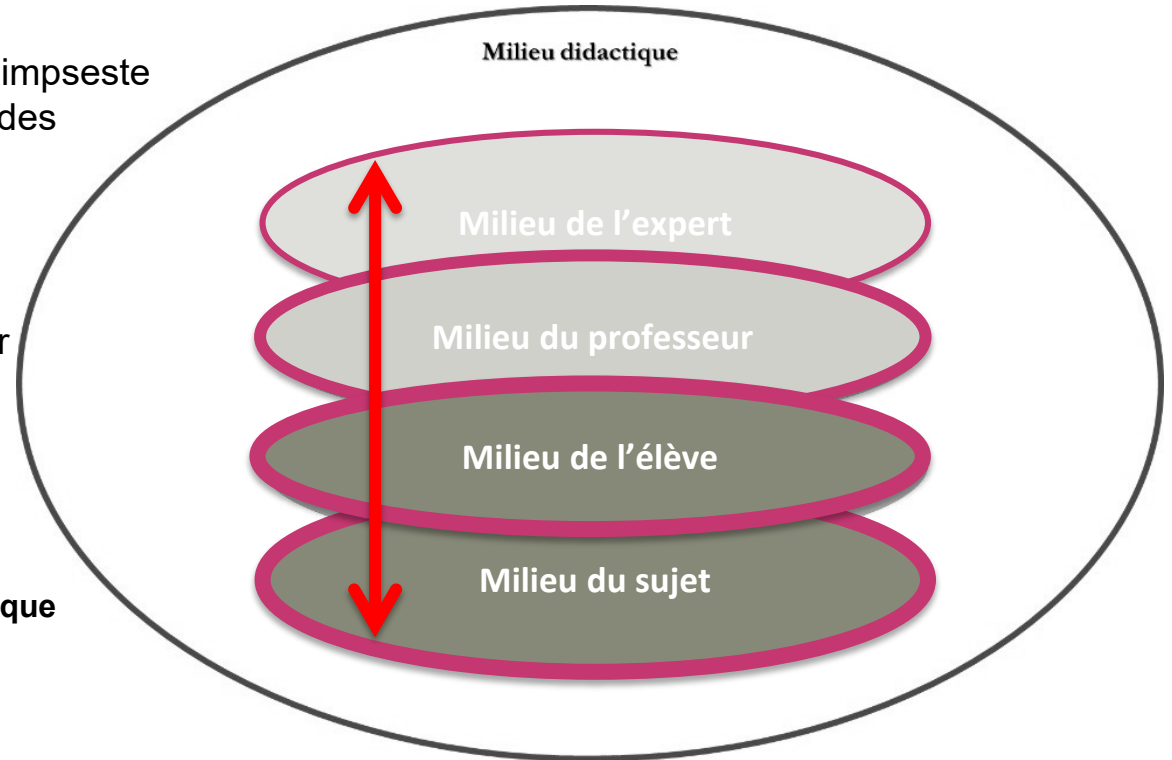 Milieu didactique
impseste
des
Milieu de l'expert
r
Milieu du professeur
Milieu de l'élève
Milieu du sujet
que